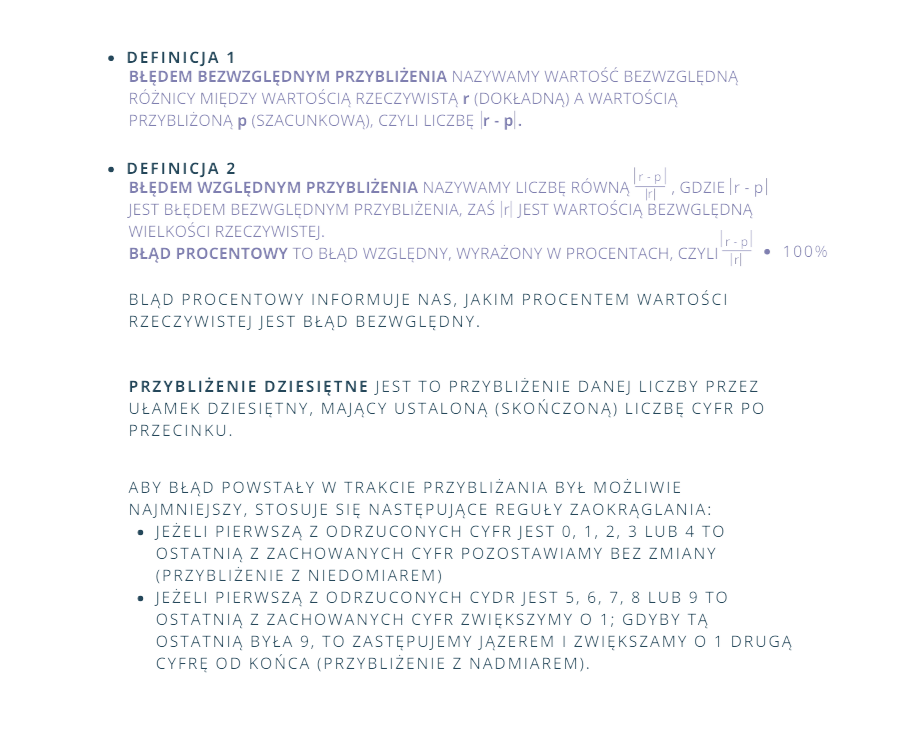 • DEFINICJA 1
BŁĘDEM BEZWZGLĘDNYM PRZYBLIŻENIA NAZYWAMY WARTOŚĆ BEZWZGLĘDNĄ
RÓŻNICY MIĘDZY WARTOŚCIĄ RZECZYWISTĄ r (DOKŁADNĄ) A WARTOŚCIĄ
PRZYBLIŻONĄ p (SZACUNKOWĄ), CZYLI LICZBĘ |r - p|.
• DEFINICJA 2
BŁĘDEM WZGLĘDNYM PRZYBLIŻENIA NAZYWAMY LICZBĘ RÓWNĄ |r - p|/|r| , GDZIE |r - p|
JEST BŁĘDEM BEZWZGLĘDNYM PRZYBLIŻENIA, ZAŚ |r| JEST WARTOŚCIĄ BEZWGLĘDNĄ
WIELKOŚCI RZECZYWISTEJ.
BŁĄD PROCENTOWY TO BŁĄD WZGLĘDNY, WYRAŻONY W PROCENTACH, CZYLI |r - p|/|r| • 100%
BLĄD PROCENTOWY INFORMUJE NAS, JAKIM PROCENTEM WARTOŚCI
RZECZYWISTEJ JEST BŁĄD BEZWGLĘDNY.
PRZYBLIŻENIE DZIESIĘTNE JEST TO PRZYBLIŻENIE DANEJ LICZBY PRZEZ
UŁAMEK DZIESIĘTNY, MAJĄCY USTALONĄ (SKOŃCZONĄ) LICZBĘ CYFR PO
PRZECINKU.
ABY BŁĄD POWSTAŁY W TRAKCIE PRZYBLIŻANIA BYŁ MOŻLIWIE
NAJMNIEJSZY, STOSUJE SIĘ NASTĘPUJĄCE REGUŁY ZAOKRĄGLANIA:
• JEŻELI PIERWSZĄ Z ODRZUCONYCH CYFR JEST 0, 1, 2, 3 LUB 4 TO
OSTATNIĄ Z ZACHOWANYCH CYFR POZOSTAWIAMY BEZ ZMIANY
(PRZYBLIŻENIE Z NIEDOMIAREM)
• JEŻELI PIERWSZĄ Z ODRZUCONYCH CYDR JEST 5, 6, 7, 8 LUB 9 TO
OSTATNIĄ Z ZACHOWANYCH CYFR ZWIĘKSZYMY O 1; GDYBY TĄ
OSTATNIĄ BYŁA 9, TO ZASTĘPUJEMY JĄZEREM I ZWIĘKSZAMY O 1 DRUGĄ
CYFRĘ OD KOŃCA (PRZYBLIŻENIE Z NADMIAREM).